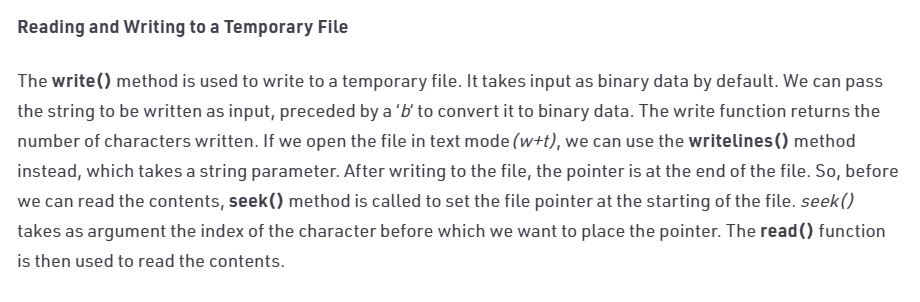 Reading and Writing to a Temporary File
The write() method is used to write to a temporary file. It takes input as binary data by default. We can pass
the string to be written as input, preceded by a ‘b‘ to convert it to binary data. The write function returns the
number of characters written. If we open the file in text mode (w+t), we can use the writelines() method
instead, which takes a string parameter. After writing to the file, the pointer is at the end of the file. So, before
we can read the contents, seek() method is called to set the file pointer at the starting of the file. seek()
takes as argument the index of the character before which we want to place the pointer. The read() function
is then used to read the contents.